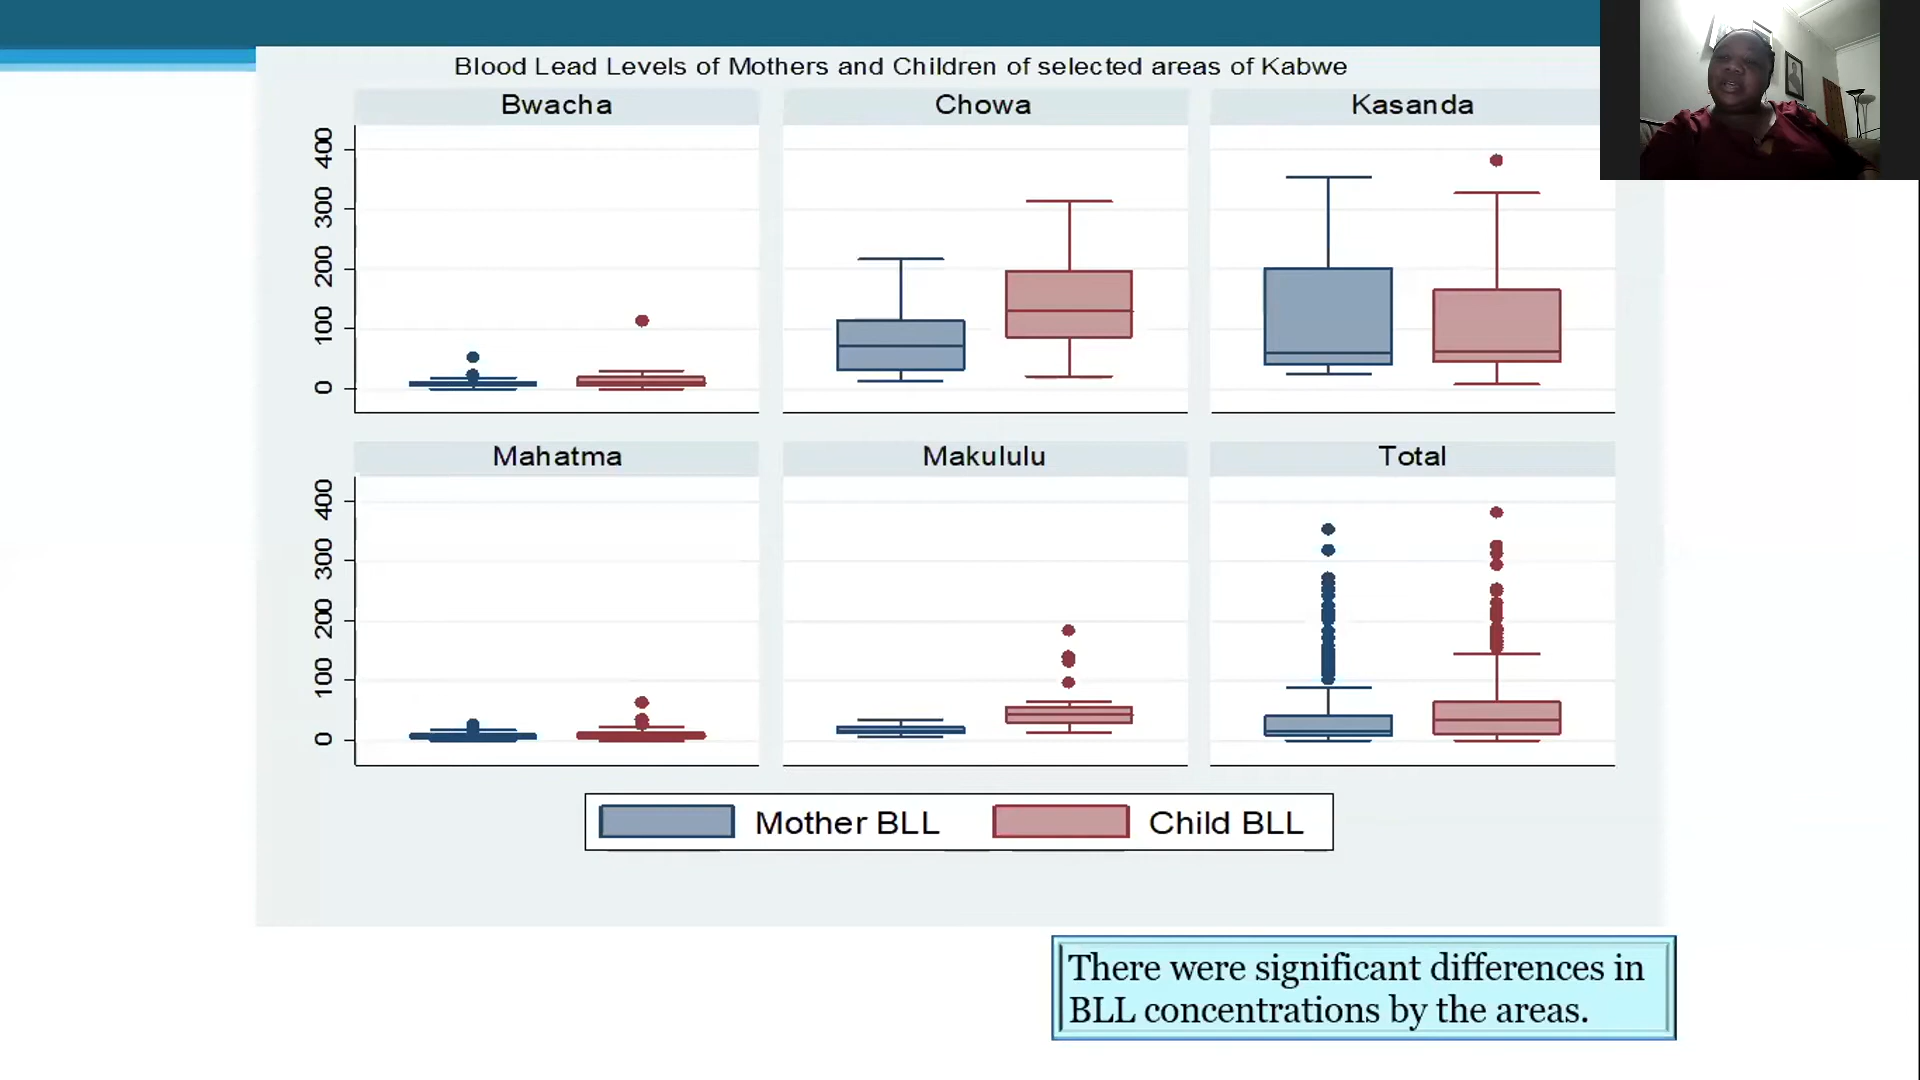 Blood Lead Levels of Mothers and Children of selected areas of Kabwe
Bwacha
Chowa
Kasanda
400
300
200
100
0
Mahatma
Makululu
Total
400
300
200
100
0
Mother BLL
Child BLL
There were significant differences in
BLL concentrations by the areas.